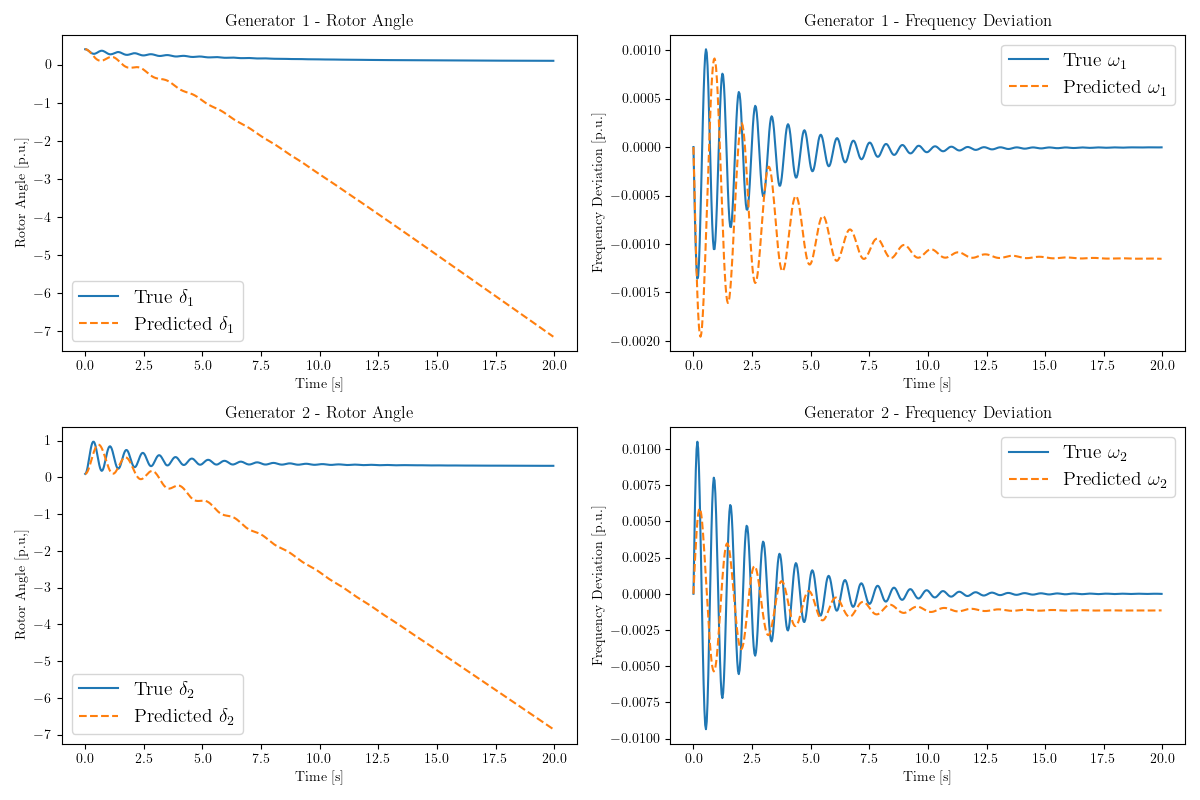 Generator 1 - Rotor Angle
Rotor Angle [p.u.]
0
−1
−2
−3
−4
−5
−6
−7
True δ₁
Predicted δ₁
0.0 2.5 5.0 7.5 10.0 12.5 15.0 17.5 20.0
Time [s]
Generator 1 - Frequency Deviation
Frequency Deviation [p.u.]
0.0010
0.0005
0.0000
−0.0005
−0.0010
−0.0015
−0.0020
True ω₁
Predicted ω₁
0.0 2.5 5.0 7.5 10.0 12.5 15.0 17.5 20.0
Time [s]
Generator 2 - Rotor Angle
Rotor Angle [p.u.]
1
0
−1
−2
−3
−4
−5
−6
−7
True δ₂
Predicted δ₂
0.0 2.5 5.0 7.5 10.0 12.5 15.0 17.5 20.0
Time [s]
Generator 2 - Frequency Deviation
Frequency Deviation [p.u.]
0.0100
0.0075
0.0050
0.0025
0.0000
−0.0025
−0.0050
−0.0075
−0.0100
True ω₂
Predicted ω₂
0.0 2.5 5.0 7.5 10.0 12.5 15.0 17.5 20.0
Time [s]